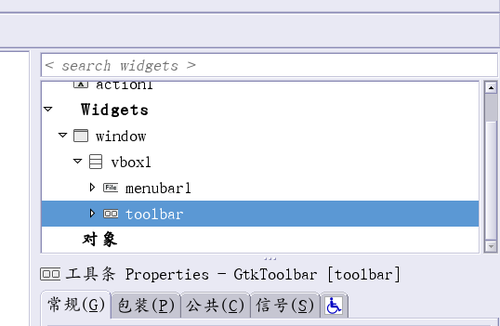 < search widgets >
action1
Widgets
window
vbox1
menubar1
toolbar
对象
工具条 Properties - GtkToolbar [toolbar]
常规(G) 包装(P) 公共(C) 信号(S)